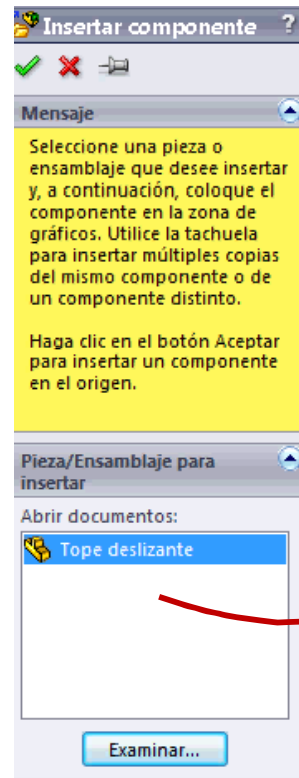 Insertar componente ?
Mensaje
Seleccione una pieza o
ensamblaje que desee insertar
y, a continuación, coloque el
componente en la zona de
gráficos. Utilice la tachuela
para insertar múltiples copias
del mismo componente o de
un componente distinto.
Haga clic en el botón Aceptar
para insertar un componente
en el origen.
Pieza/Ensamblaje para
insertar
Abrir documentos:
Tope deslizante
Examinar...